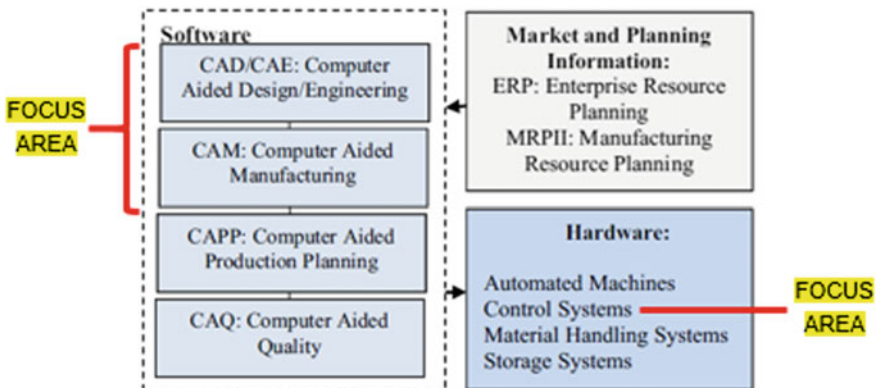 Software
CAD/CAE: Computer
Aided Design/Engineering
CAM: Computer Aided
Manufacturing
CAPP: Computer Aided
Production Planning
CAQ: Computer Aided
Quality
FOCUS
AREA
Market and Planning
Information:
ERP: Enterprise Resource
Planning
MRPII: Manufacturing
Resource Planning
Hardware:
Automated Machines
Control Systems
Material Handling Systems
Storage Systems
FOCUS
AREA